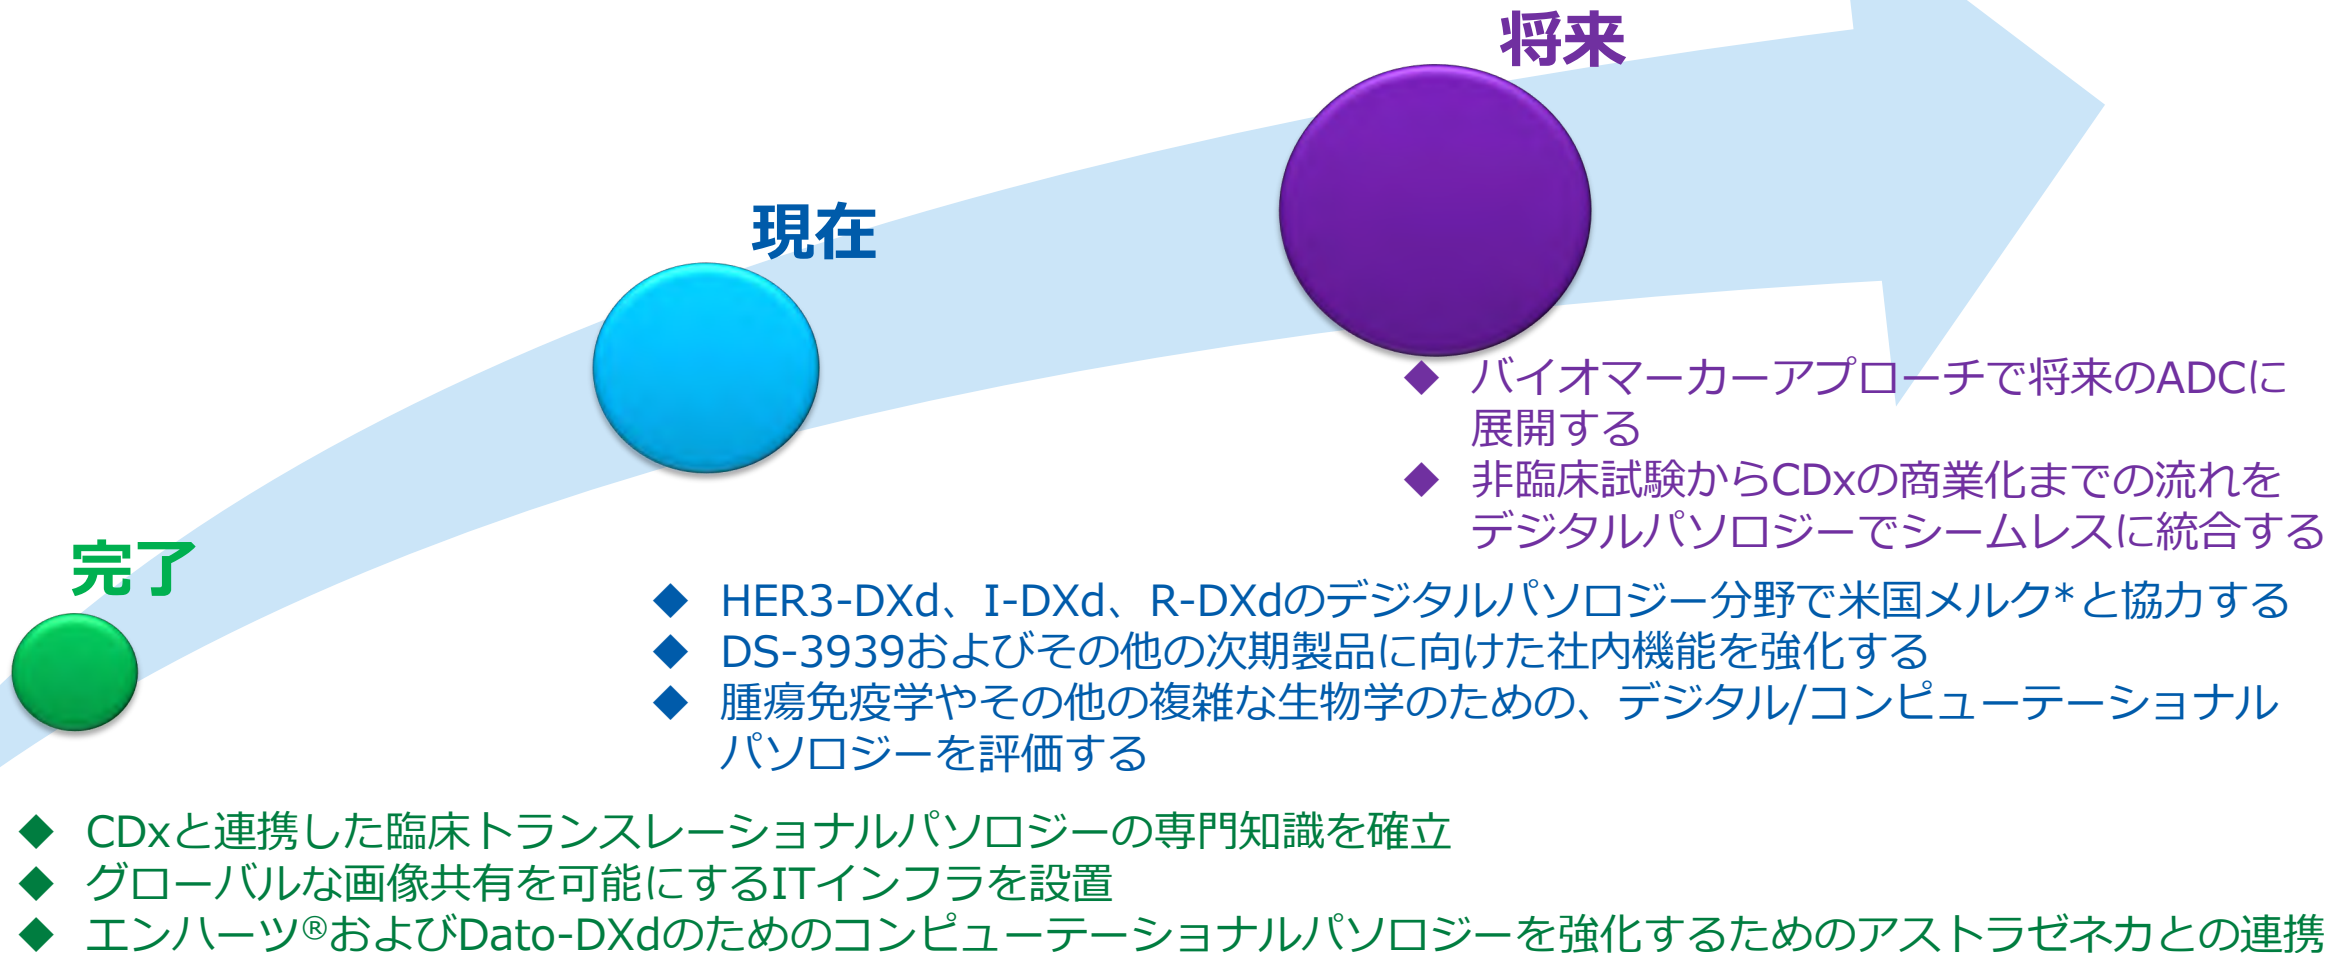 将来
現在
完了
◆ バイオマーカーアプローチで将来のADCに
展開する
◆ 非臨床試験からCDxの商業化までの流れを
デジタルパソロジーでシームレスに統合する
◆ HER3-DXd、I-DXd、R-DXdのデジタルパソロジー分野で米国メルク*と協力する
◆ DS-3939およびその他の次期製品に向けた社内機能を強化する
◆ 腫瘍免疫学やその他の複雑な生物学のための、デジタル/コンピューテーショナル
パソロジーを評価する
◆ CDxと連携した臨床トランスレーショナルパソロジーの専門知識を確立
◆ グローバルな画像共有を可能にするITインフラを設置
◆ エンハーツ®およびDato-DXdのためのコンピューテーショナルパソロジーを強化するためのアストラゼネカとの連携